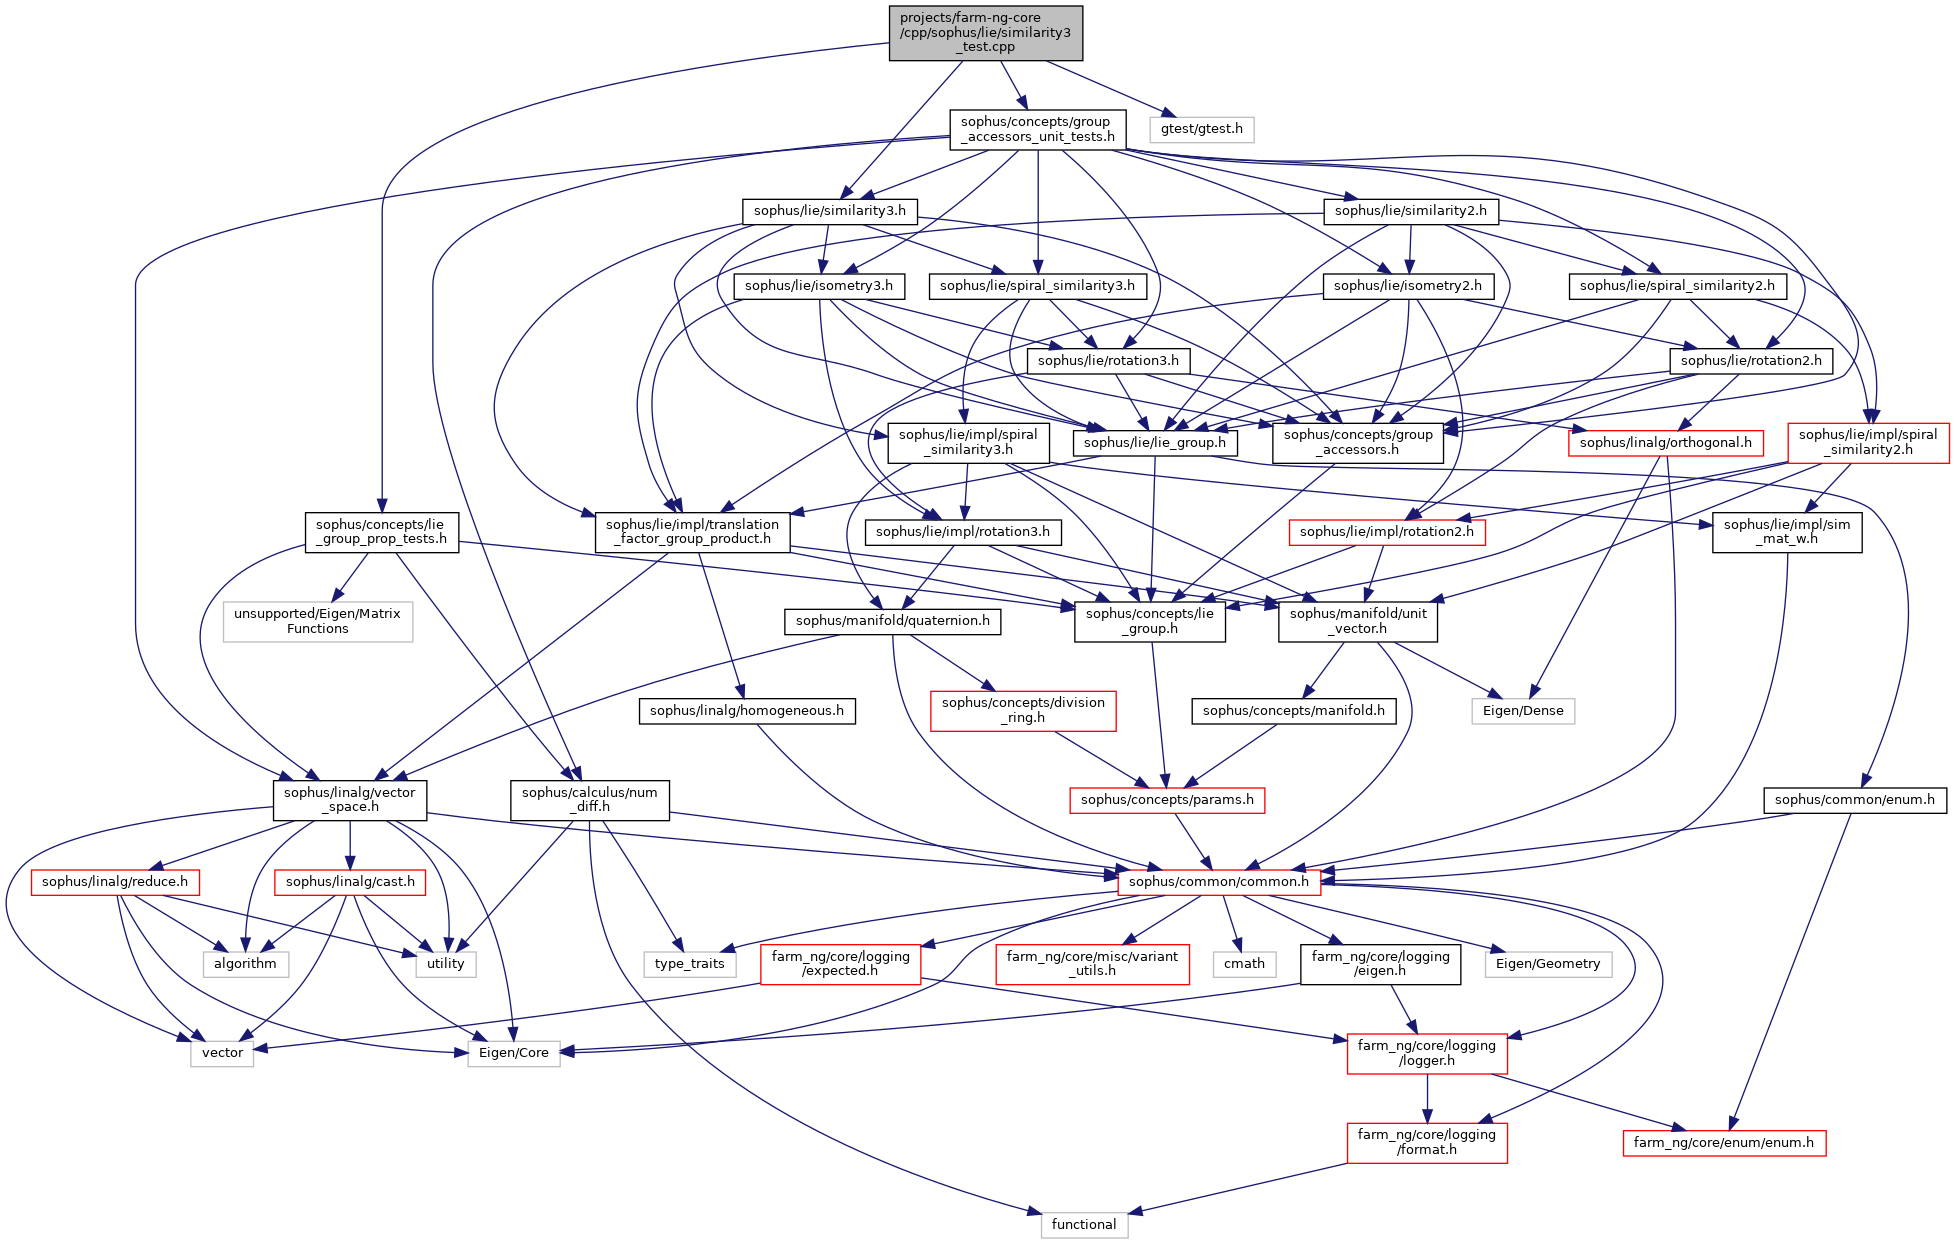 projects/farm-ng-core
/cpp/sophus/lie/similarity3
_test.cpp
sophus/concepts/group
_accessors_unit_tests.h
gtest/gtest.h
sophus/lie/similarity3.h
sophus/lie/similarity2.h
sophus/lie/isometry3.h
sophus/lie/spiral_similarity3.h
sophus/lie/isometry2.h
sophus/lie/spiral_similarity2.h
sophus/lie/rotation3.h
sophus/lie/rotation2.h
sophus/lie/impl/spiral
_similarity3.h
sophus/lie/lie_group.h
sophus/concepts/group
_accessors.h
sophus/linalg/orthogonal.h
sophus/lie/impl/spiral
_similarity2.h
sophus/concepts/lie
_group_prop_tests.h
sophus/lie/impl/translation
_factor_group_product.h
sophus/lie/impl/rotation3.h
sophus/lie/impl/rotation2.h
sophus/lie/impl/sim
_mat_w.h
unsupported/Eigen/Matrix
Functions
sophus/manifold/quaternion.h
sophus/concepts/lie
_group.h
sophus/manifold/unit
_vector.h
sophus/linalg/homogeneous.h
sophus/concepts/division
_ring.h
sophus/concepts/manifold.h
Eigen/Dense
sophus/linalg/vector
_space.h
sophus/calculus/num
_diff.h
sophus/concepts/params.h
sophus/common/enum.h
sophus/linalg/reduce.h
sophus/linalg/cast.h
sophus/common/common.h
algorithm
utility
type_traits
farm_ng/core/logging
/expected.h
farm_ng/core/misc/variant
_utils.h
cmath
farm_ng/core/logging
/eigen.h
Eigen/Geometry
vector
Eigen/Core
farm_ng/core/logging
/logger.h
farm_ng/core/logging
/format.h
farm_ng/core/enum/enum.h
functional